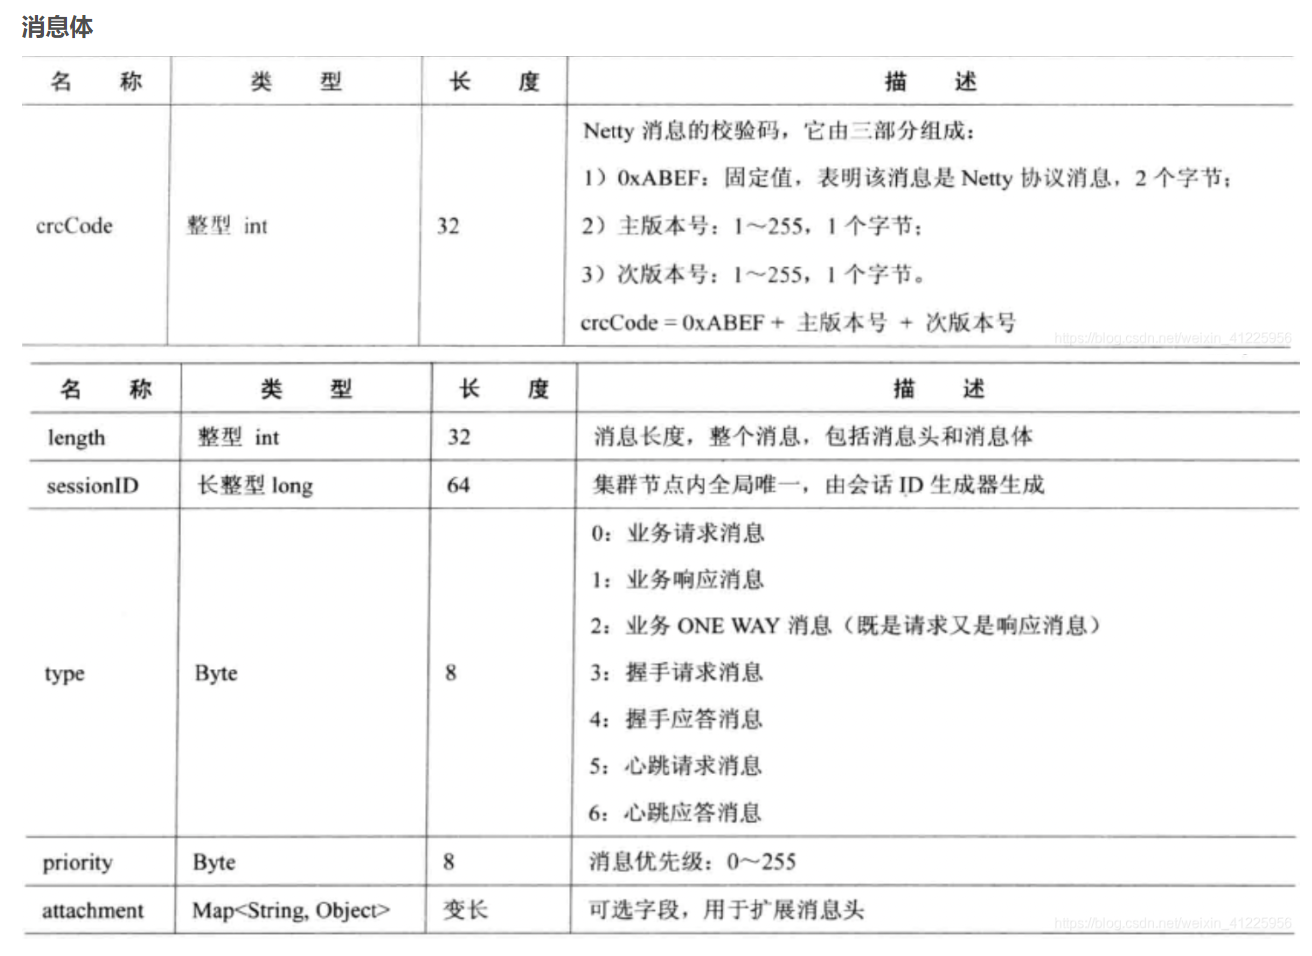 消息体
名 称 类 型 长 度 描 述
Netty 消息的校验码，它由三部分组成：
1）0xABEF：固定值，表明该消息是 Netty 协议消息，2 个字节；
crcCode 整型 int 32 2）主版本号：1～255，1 个字节；
3）次版本号：1～255，1 个字节。
crcCode = 0xABEF + 主版本号 + 次版本号
https://blog.csdn.net/weixin_41225956
名 称 类 型 长 度 描 述
length 整型 int 32 消息长度，整个消息，包括消息头和消息体
sessionID 长整型 long 64 集群节点内全局唯一，由会话 ID 生成器生成
0：业务请求消息
1：业务响应消息
2：业务 ONE WAY 消息（既是请求又是响应消息）
type Byte 8 3：握手请求消息
4：握手应答消息
5：心跳请求消息
6：心跳应答消息
priority Byte 8 消息优先级：0～255
attachment Map<String, Object> 变长 可选字段，用于扩展消息头
https://blog.csdn.net/weixin_41225956